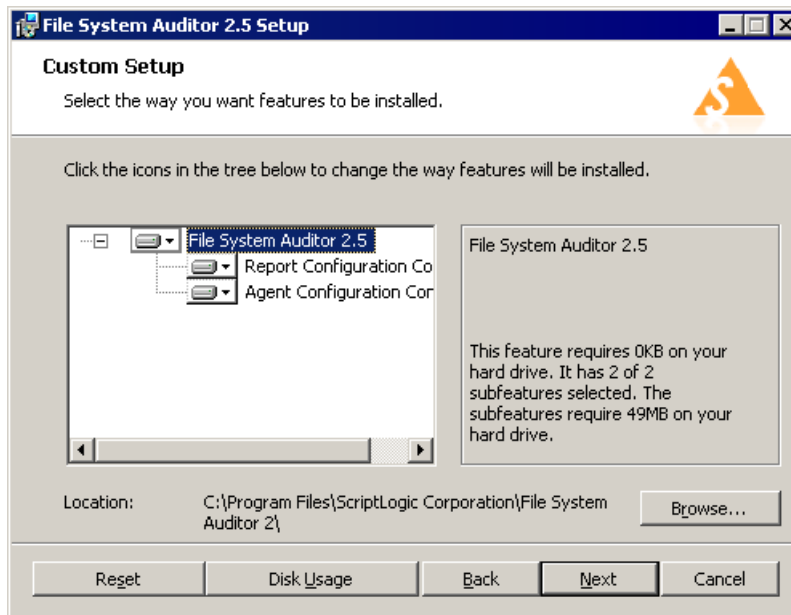 File System Auditor 2.5 Setup
Custom Setup
Select the way you want features to be installed.
S
Click the icons in the tree below to change the way features will be installed.
File System Auditor 2.5
Report Configuration Co
Agent Configuration Con
File System Auditor 2.5
This feature requires 0KB on your
hard drive. It has 2 of 2
subfeatures selected. The
subfeatures require 49MB on your
hard drive.
Location:
C:\Program Files\ScriptLogic Corporation\File System
Auditor 2\
Browse...
Reset
Disk Usage
Back
Next
Cancel